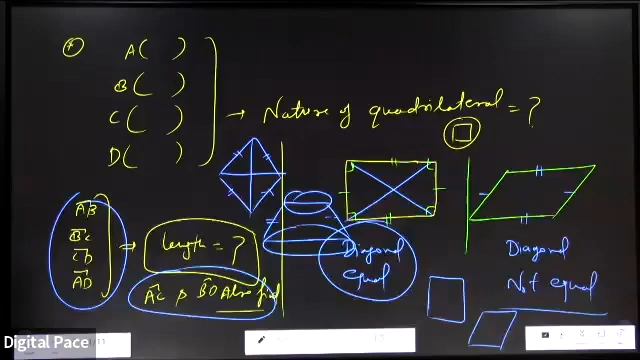 A( )
B( )
C( )
D( )
→ Nature of quadrilateral = ?
AB
BC
CD
AD
→ length = ?
AC & BD Also find
Diagonal
equal
Diagonal
Not equal
Digital Pace